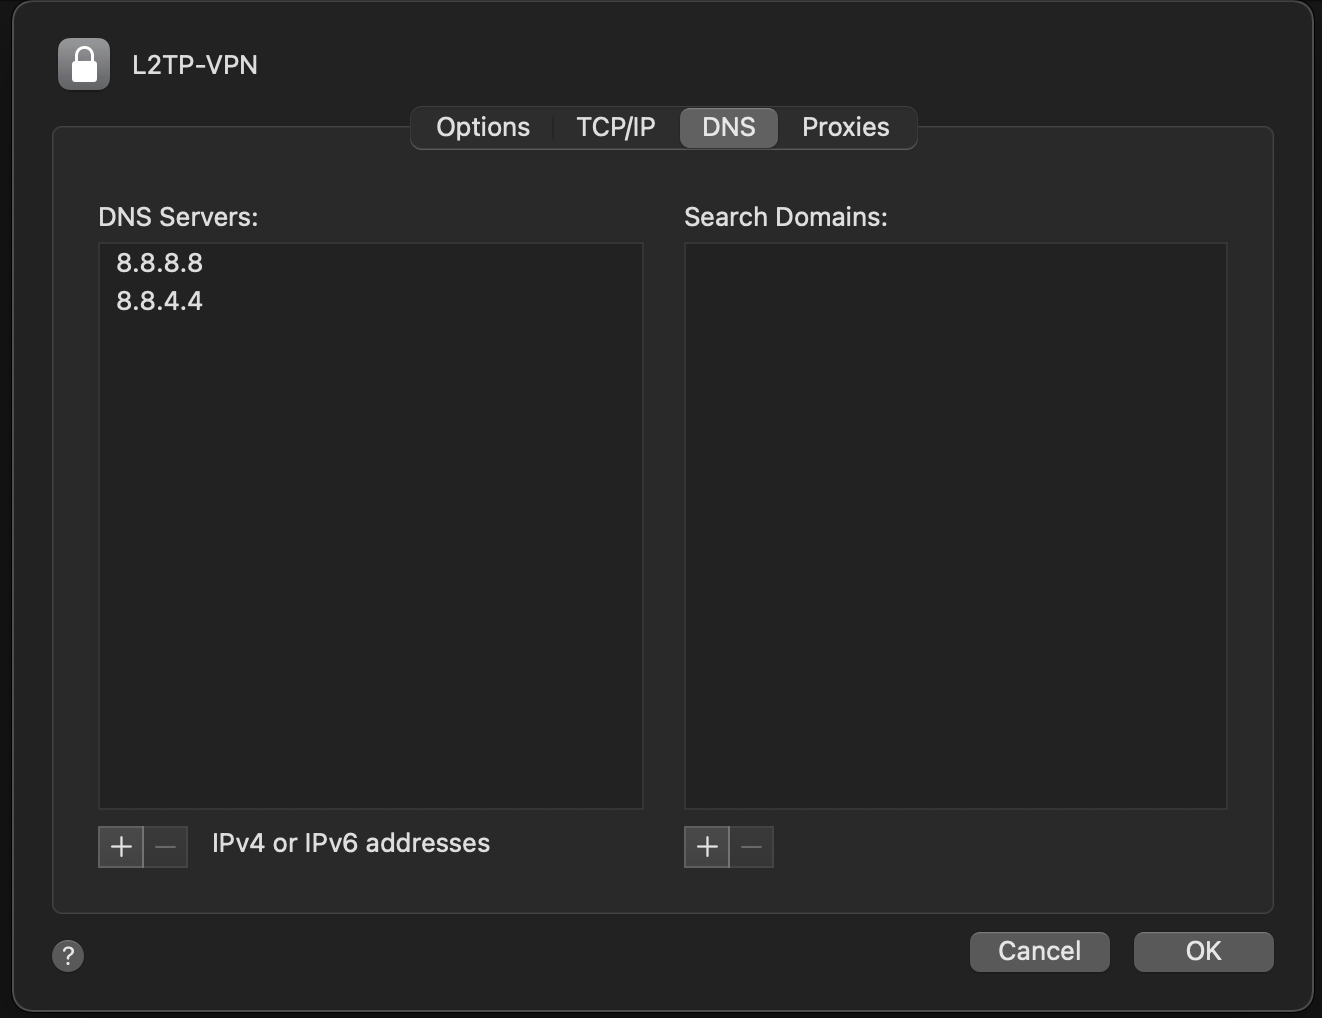 L2TP-VPN
Options TCP/IP DNS Proxies
DNS Servers:
8.8.8.8
8.8.4.4
Search Domains:
+ − IPv4 or IPv6 addresses
+ −
? Cancel OK